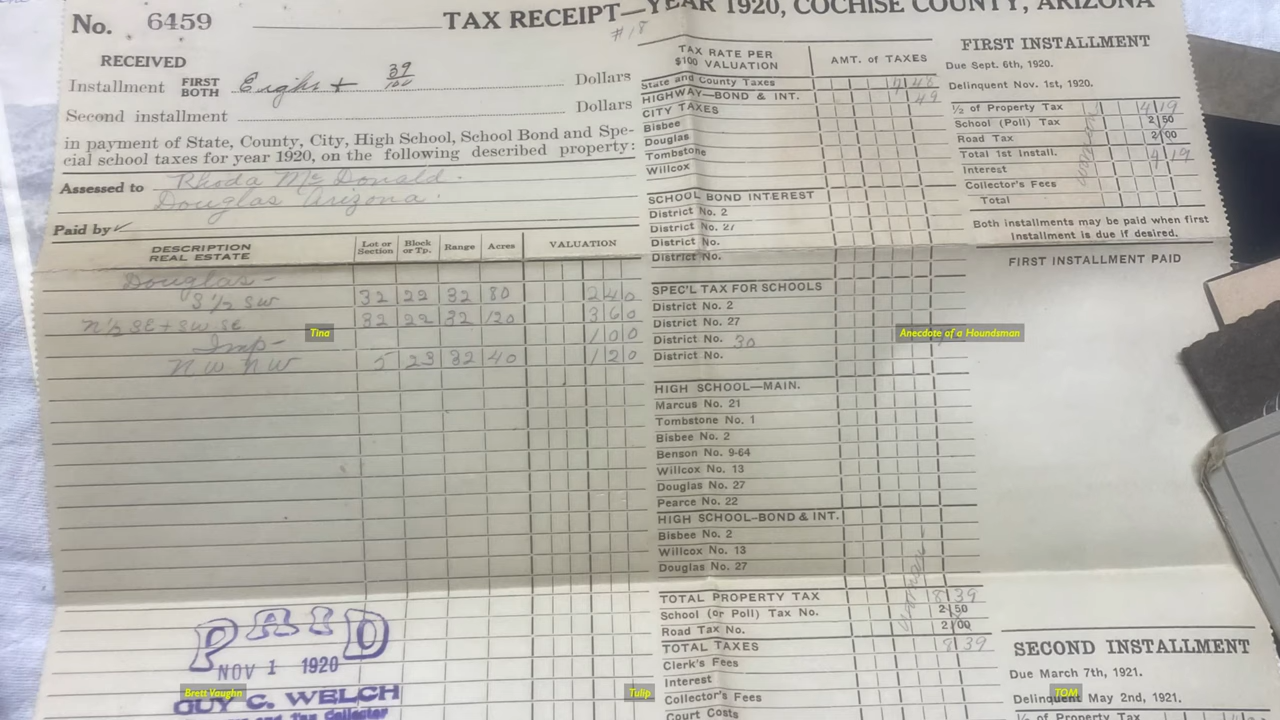 No. 6459
TAX RECEIPT—YEAR 1920, COCHISE COUNTY, ARIZONA
#18
RECEIVED
Installment FIRST BOTH Eight + 39/100 Dollars
Second installment Dollars
in payment of State, County, City, High School, School Bond and Spe-
cial school taxes for year 1920, on the following described property:
Assessed to Rhoda McDonald.
Douglas Arizona.
Paid by ✓
DESCRIPTION REAL ESTATE Lot or Section Block or Tp. Range Acres VALUATION
Douglas-
S 1/2 SW 32 22 32 80 240
N 1/2 SE + SW SE 32 22 32 120 360
Imp- 100
NW NW 5 23 32 40 120
PAID
NOV 1 1920
GUY C. WELCH
and Tax Collector
TAX RATE PER $100 VALUATION AMT. of TAXES
State and County Taxes 7 48
HIGHWAY—BOND & INT. 49
CITY TAXES
Bisbee
Douglas
Tombstone
Willcox
SCHOOL BOND INTEREST
District No. 2
District No. 27
District No.
District No.
SPEC'L TAX FOR SCHOOLS
District No. 2
District No. 27
District No. 30
District No.
HIGH SCHOOL—MAIN.
Marcus No. 21
Tombstone No. 1
Bisbee No. 2
Benson No. 9-64
Willcox No. 13
Douglas No. 27
Pearce No. 22
HIGH SCHOOL-BOND & INT.
Bisbee No. 2
Willcox No. 13
Douglas No. 27
TOTAL PROPERTY TAX 8 39
School (or Poll) Tax No. 2 50
Road Tax No. 2 00
TOTAL TAXES 8 39
Clerk's Fees
Interest
Collector's Fees
Court Costs
FIRST INSTALLMENT
Due Sept. 6th, 1920.
Delinquent Nov. 1st, 1920.
½ of Property Tax 4 19
School (Poll) Tax 2 50
Road Tax 2 00
Total 1st Install. 4 19
Interest
Collector's Fees
Total
Both installments may be paid when first
installment is due if desired.
FIRST INSTALLMENT PAID
SECOND INSTALLMENT
Due March 7th, 1921.
Delinquent May 2nd, 1921.
½ of Property Tax
Tina
Anecdote of a Houndsman
Brett Vaughn
Tulip
TOM